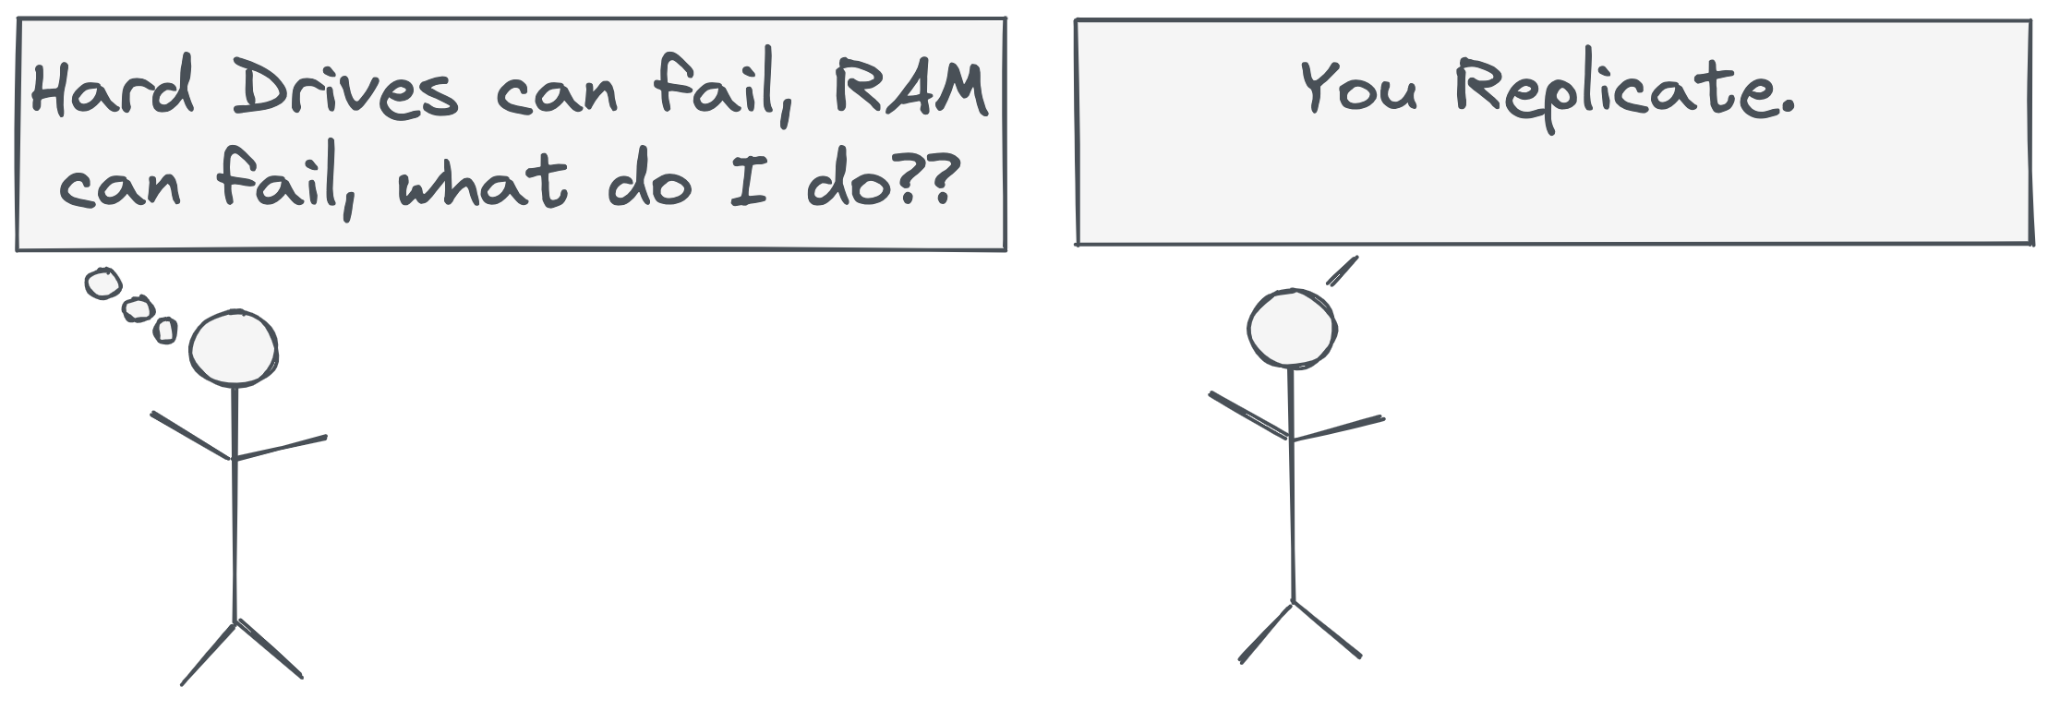 Hard Drives can fail, RAM
can fail, what do I do??
You Replicate.